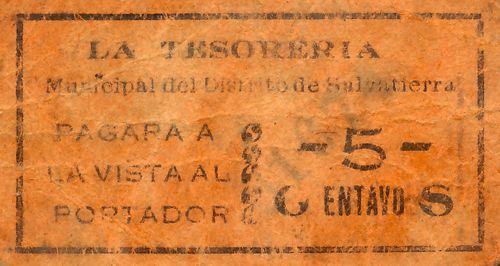 LA TESORERIA
Municipal del Distrito de Salvatierra
PAGARA A
LA VISTA AL
PORTADOR
- 5 -
CENTAVOS